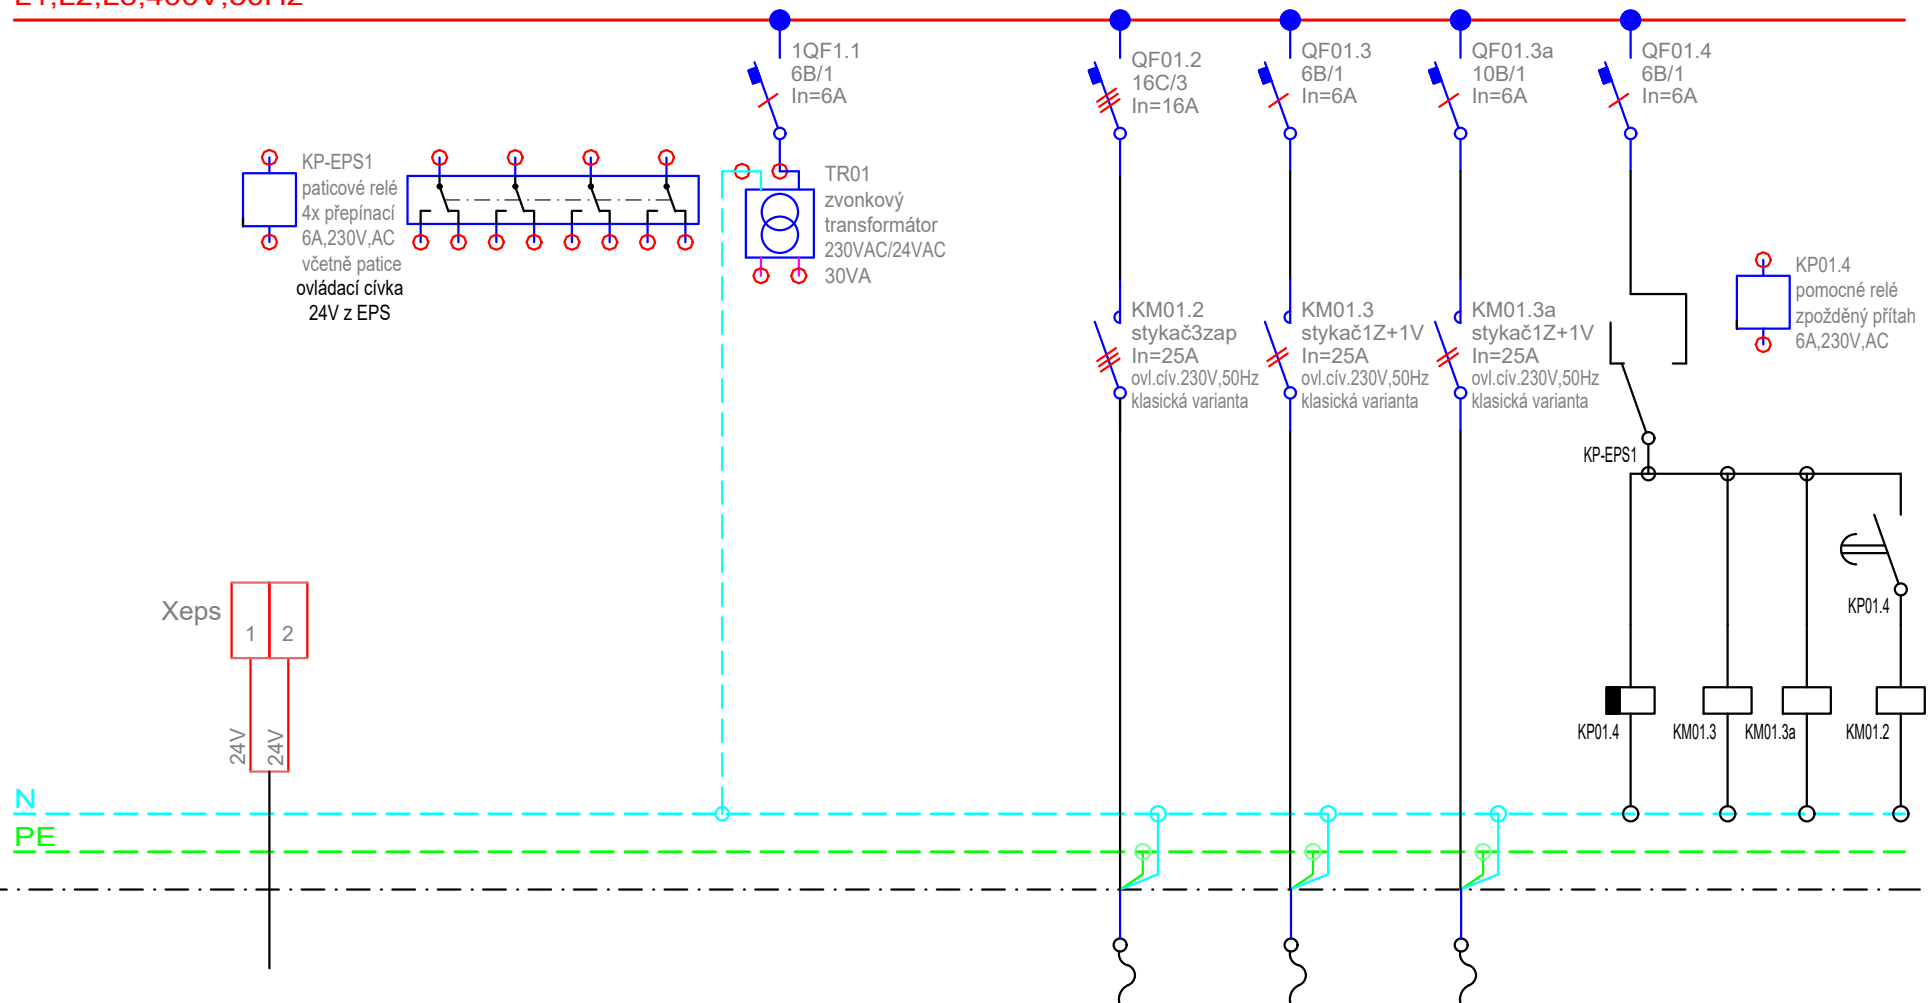 L1,L2,L3,400V,50Hz
1QF1.1
6B/1
In=6A
QF01.2
16C/3
In=16A
QF01.3
6B/1
In=6A
QF01.3a
10B/1
In=6A
QF01.4
6B/1
In=6A
KP-EPS1
paticové relé
4x přepínací
6A,230V,AC
včetně patice
ovládací cívka
24V z EPS
TR01
zvonkový
transformátor
230VAC/24VAC
30VA
KM01.2
stykač3zap
In=25A
ovl.cív.230V,50Hz
klasická varianta
KM01.3
stykač1Z+1V
In=25A
ovl.cív.230V,50Hz
klasická varianta
KM01.3a
stykač1Z+1V
In=25A
ovl.cív.230V,50Hz
klasická varianta
KP01.4
pomocné relé
zpožděný přítah
6A,230V,AC
KP-EPS1
KP01.4
Xeps
1
2
24V
24V
KP01.4
KM01.3
KM01.3a
KM01.2
N
PE